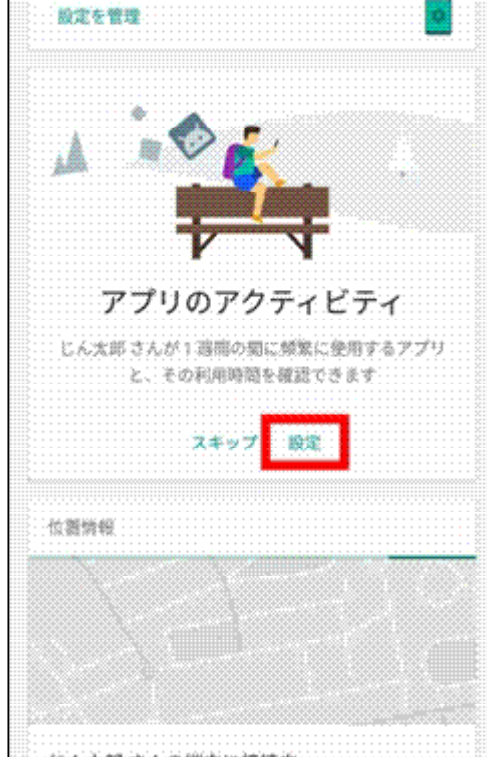 設定を管理
アプリのアクティビティ
じん太郎 さんが 1 週間の間に頻繁に使用するアプリ
と、その利用時間を確認できます
スキップ 設定
位置情報